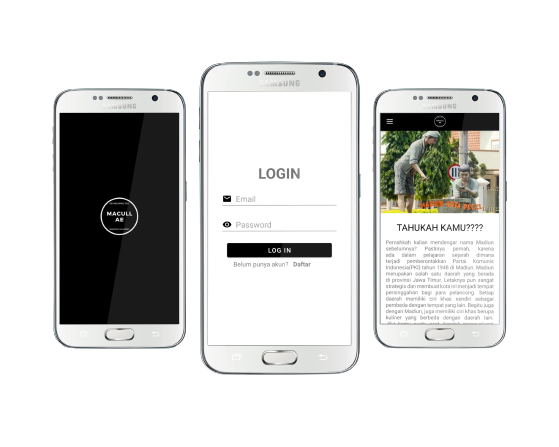 SAMSUNG
MACULL
AE
SAMSUNG
LOGIN
Email
Password
LOG IN
Belum punya akun? Daftar
SAMSUNG
TAHUKAH KAMU????
Pernahkah kalian mendengar nama Madiun
sebelumnya? Pastinya pernah, karena
ada dalam pelajaran sejarah dimana
terjadi pemberontakkan Partai Komunis
Indonesia(PKI) tahun 1948 di Madiun. Madiun
merupakan salah satu daerah yang berada
di provinsi Jawa Timur. Letaknya pun sangat
strategis dan membuat kota ini menjadi tempat
persinggahan bagi para pelancong. Setiap
daerah memiliki ciri khas sendiri sebagai
pembeda dengan tempat yang lain. Begitu juga
dengan Madiun, juga memiliki ciri khas berupa
kuliner yang berbeda dengan daerah lain.